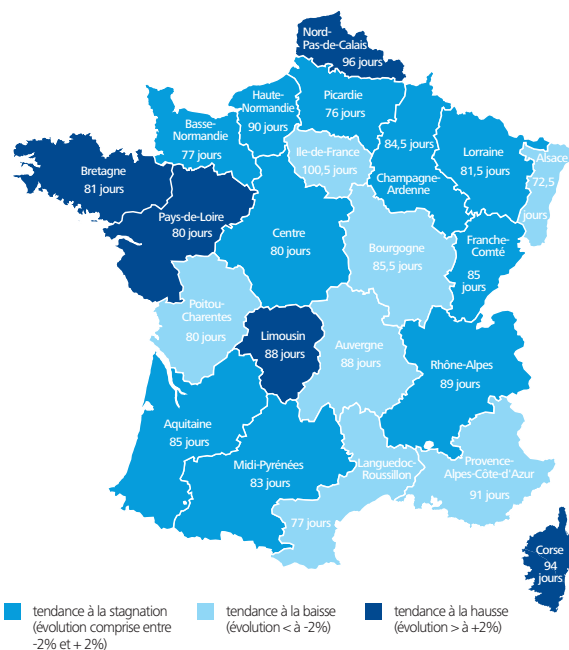 Nord-
Pas-de-Calais
96 jours
Haute-
Normandie
90 jours
Picardie
76 jours
Basse-
Normandie
77 jours
Ile-de-France
100,5 jours
84,5 jours
Champagne-
Ardenne
Lorraine
81,5 jours
Alsace
72,5
jours
Bretagne
81 jours
Pays-de-Loire
80 jours
Centre
80 jours
Bourgogne
85,5 jours
Franche-
Comté
85
jours
Poitou-
Charentes
80 jours
Limousin
88 jours
Auvergne
88 jours
Rhône-Alpes
89 jours
Aquitaine
85 jours
Midi-Pyrénées
83 jours
Languedoc-
Roussillon
77 jours
Provence-
Alpes-Côte-d'Azur
91 jours
Corse
94
jours
tendance à la stagnation
(évolution comprise entre
-2% et + 2%)
tendance à la baisse
(évolution < à -2%)
tendance à la hausse
(évolution > à +2%)